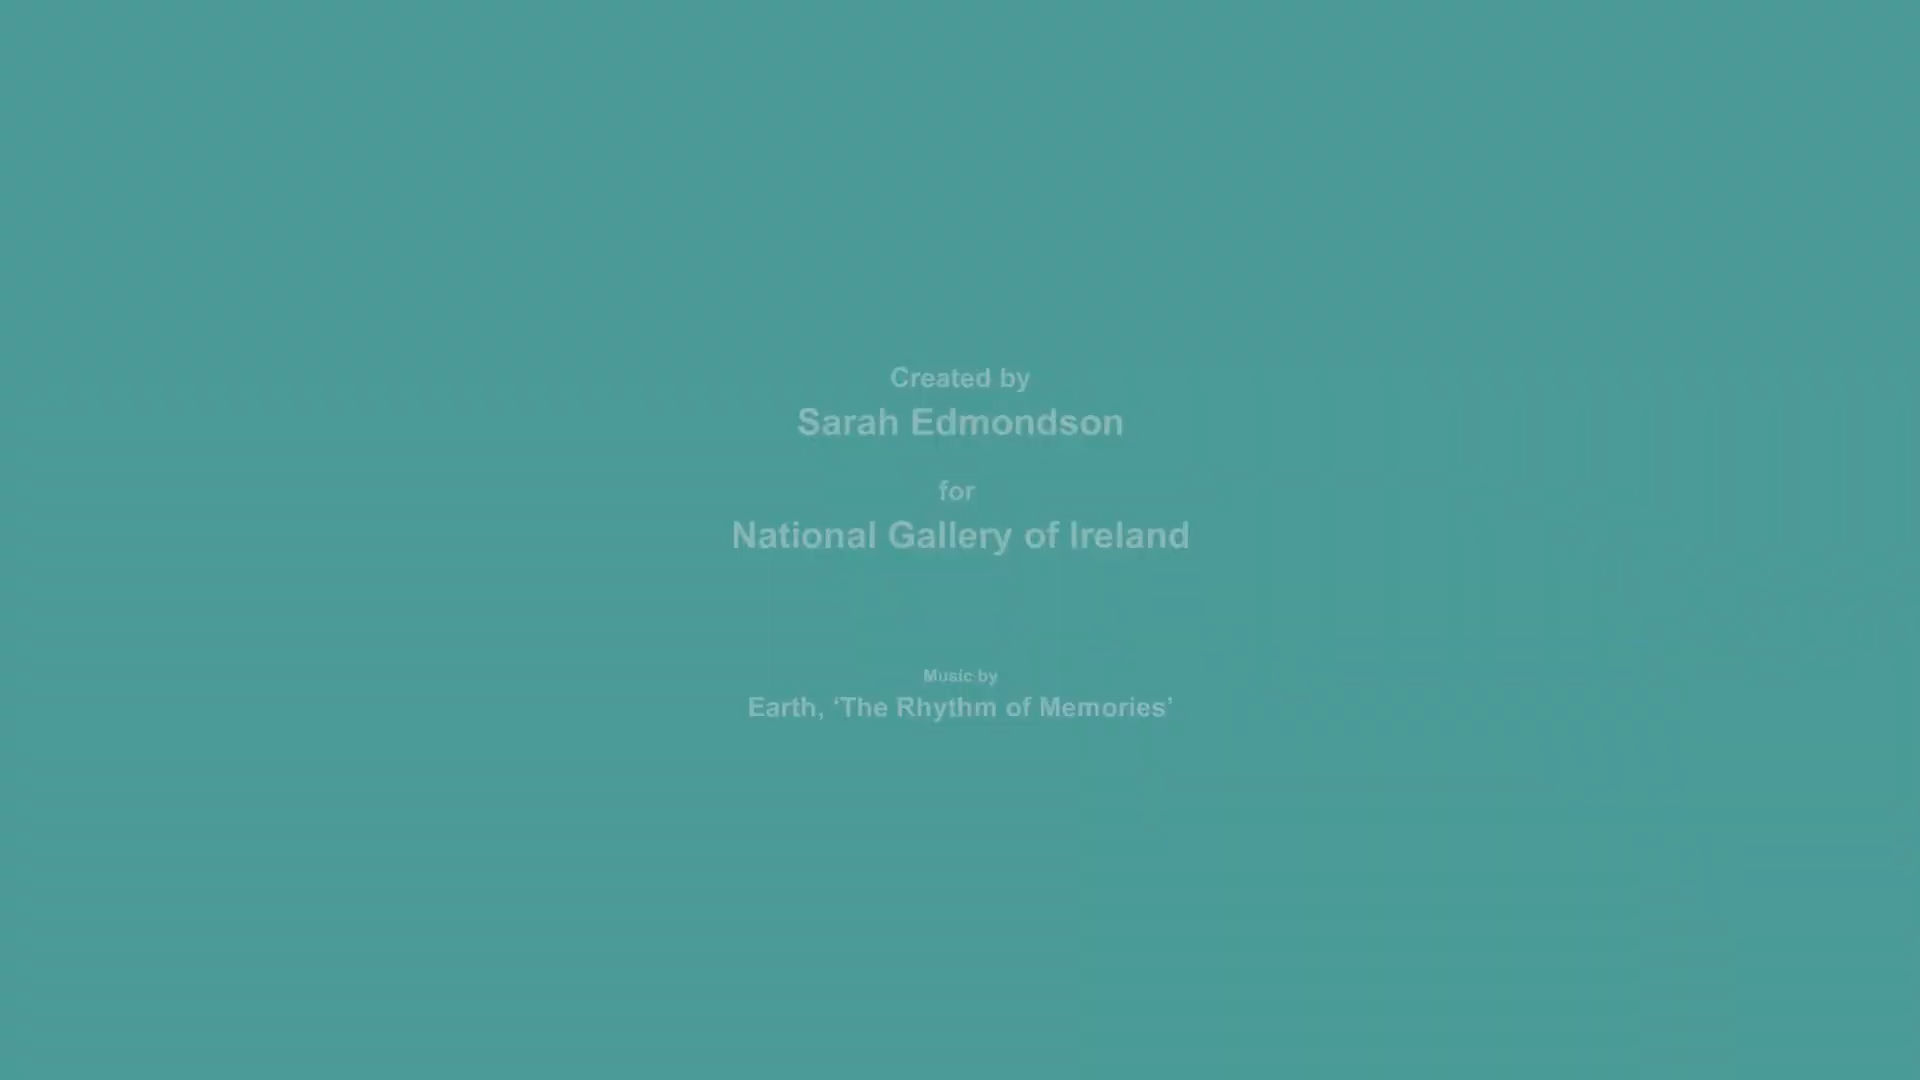 Created by
Sarah Edmondson
for
National Gallery of Ireland
Music by
Earth, ‘The Rhythm of Memories’